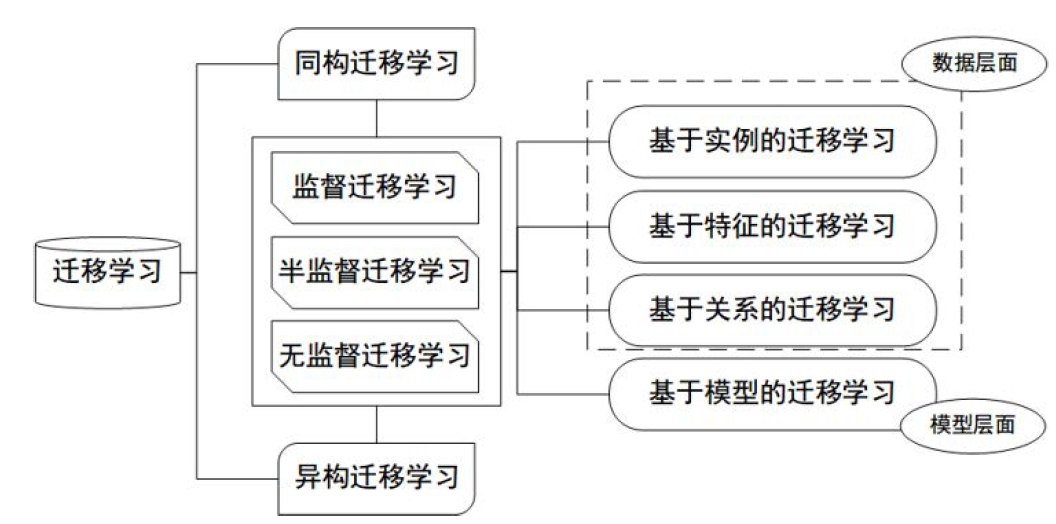 同构迁移学习
数据层面
基于实例的迁移学习
监督迁移学习
基于特征的迁移学习
迁移学习
半监督迁移学习
基于关系的迁移学习
无监督迁移学习
基于模型的迁移学习
模型层面
异构迁移学习